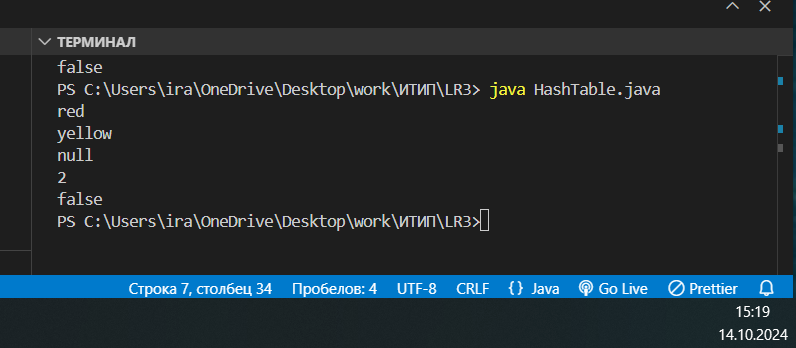 ТЕРМИНАЛ
false
PS C:\Users\ira\OneDrive\Desktop\work\ИТИП\LR3> java HashTable.java
red
yellow
null
2
false
PS C:\Users\ira\OneDrive\Desktop\work\ИТИП\LR3>
Строка 7, столбец 34 Пробелов: 4 UTF-8 CRLF {} Java Go Live Prettier
15:19
14.10.2024